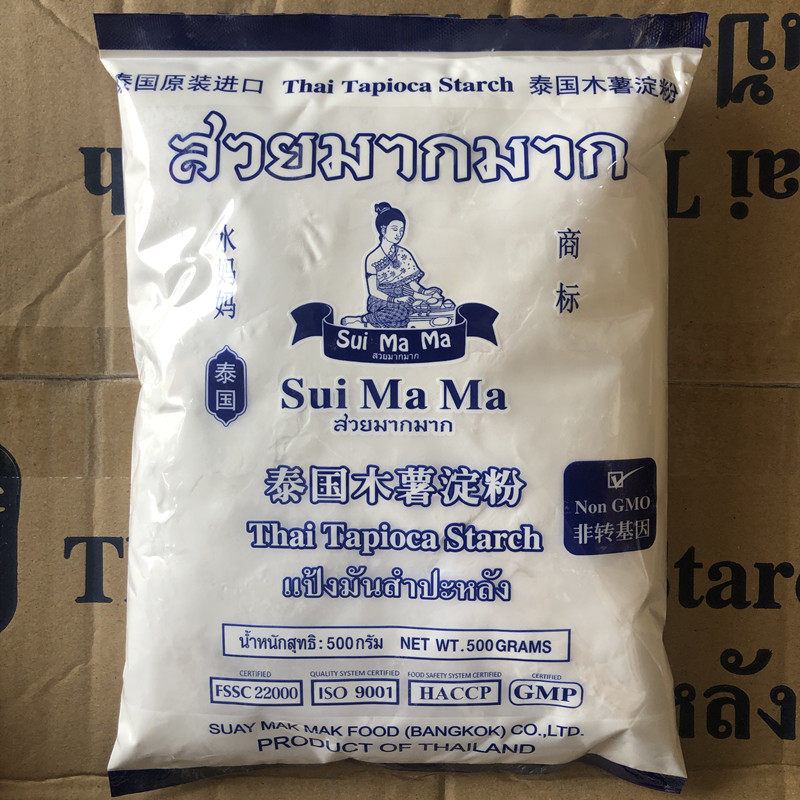 泰国原装进口 Thai Tapioca Starch 泰国木薯淀粉
สวยมากมาก
水妈妈
商标
泰国
Sui Ma Ma
สวยมากมาก
Sui Ma Ma
สวยมากมาก
泰国木薯淀粉
Thai Tapioca Starch
แป้งมันสำปะหลัง
Non GMO
非转基因
น้ำหนักสุทธิ: 500 กรัม NET WT. 500 GRAMS
CERTIFIED
FSSC 22000
QUALITY SYSTEM CERTIFIED
ISO 9001
FOOD SAFETY SYSTEM CERTIFIED
HACCP
CERTIFIED
GMP
SUAY MAK MAK FOOD (BANGKOK) CO.,LTD.
PRODUCT OF THAILAND